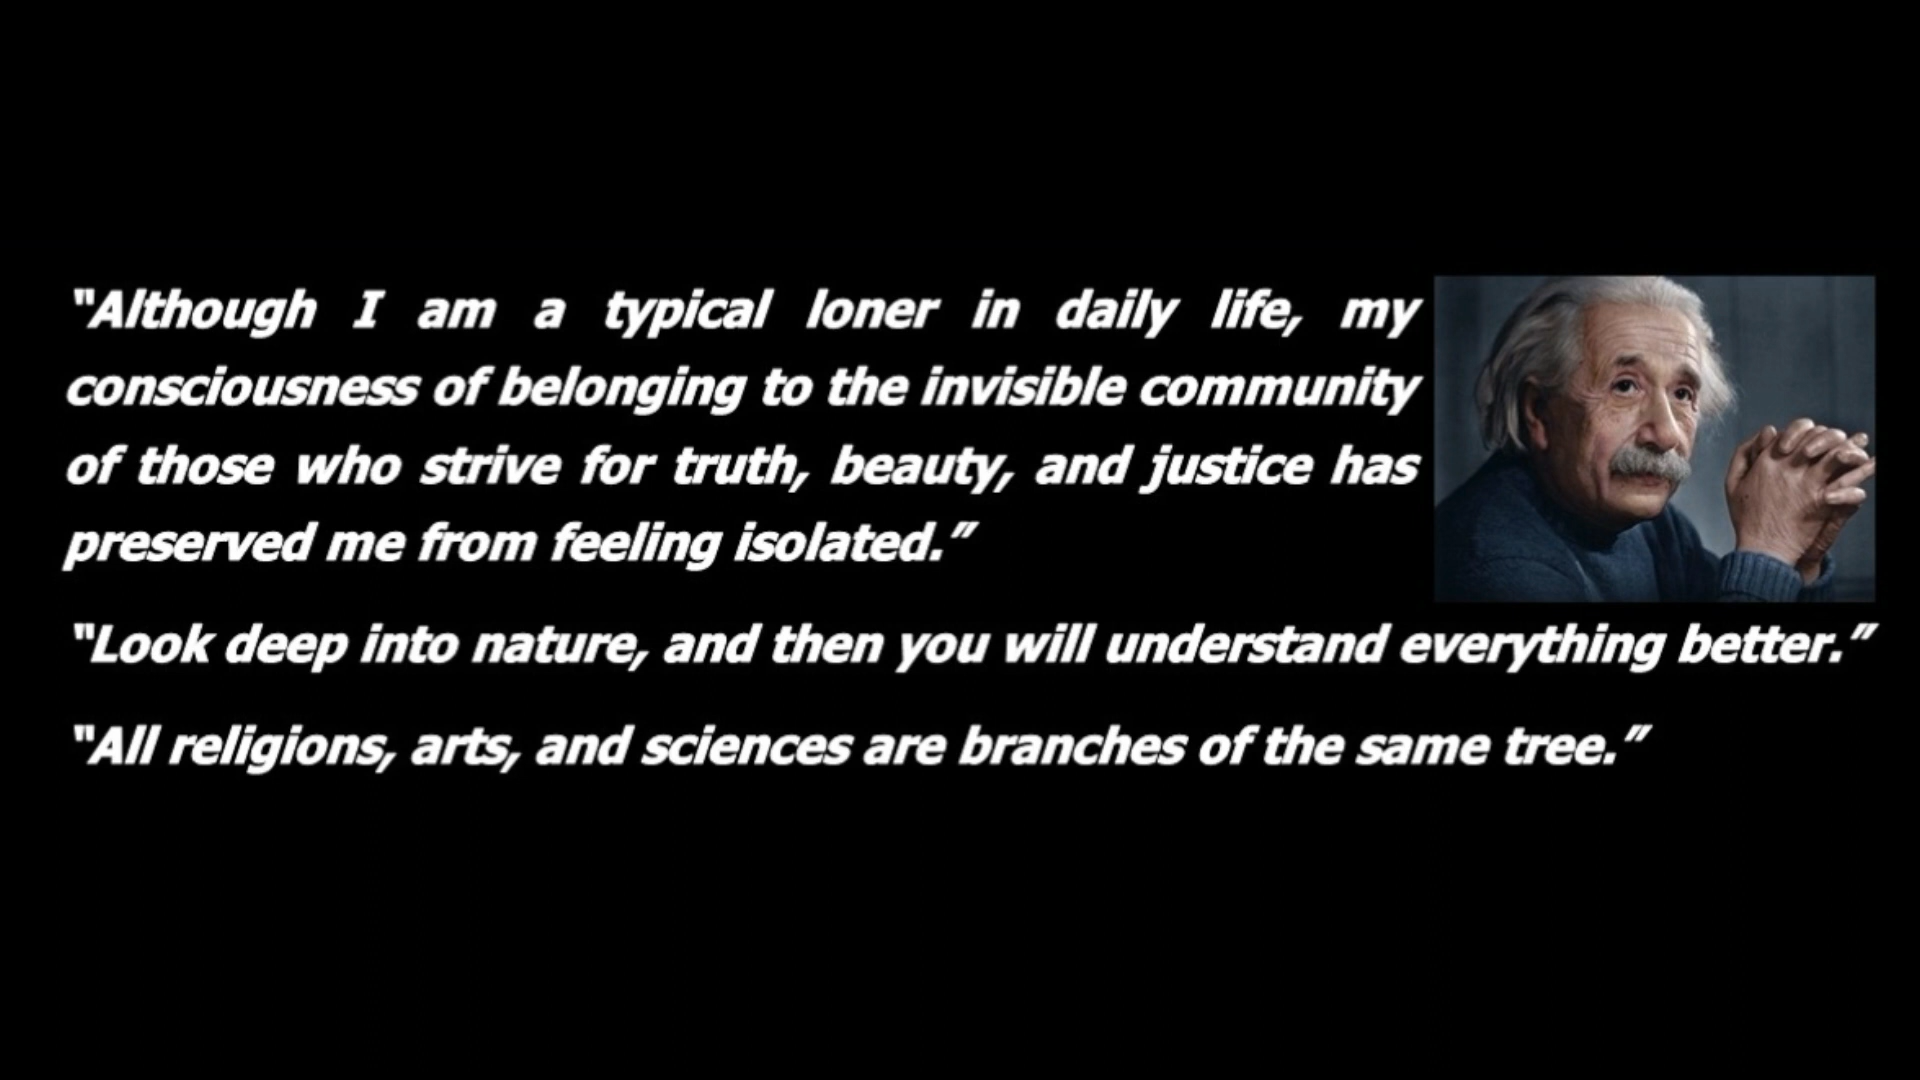 “Although I am a typical loner in daily life, my
consciousness of belonging to the invisible community
of those who strive for truth, beauty, and justice has
preserved me from feeling isolated.”
“Look deep into nature, and then you will understand everything better.”
“All religions, arts, and sciences are branches of the same tree.”